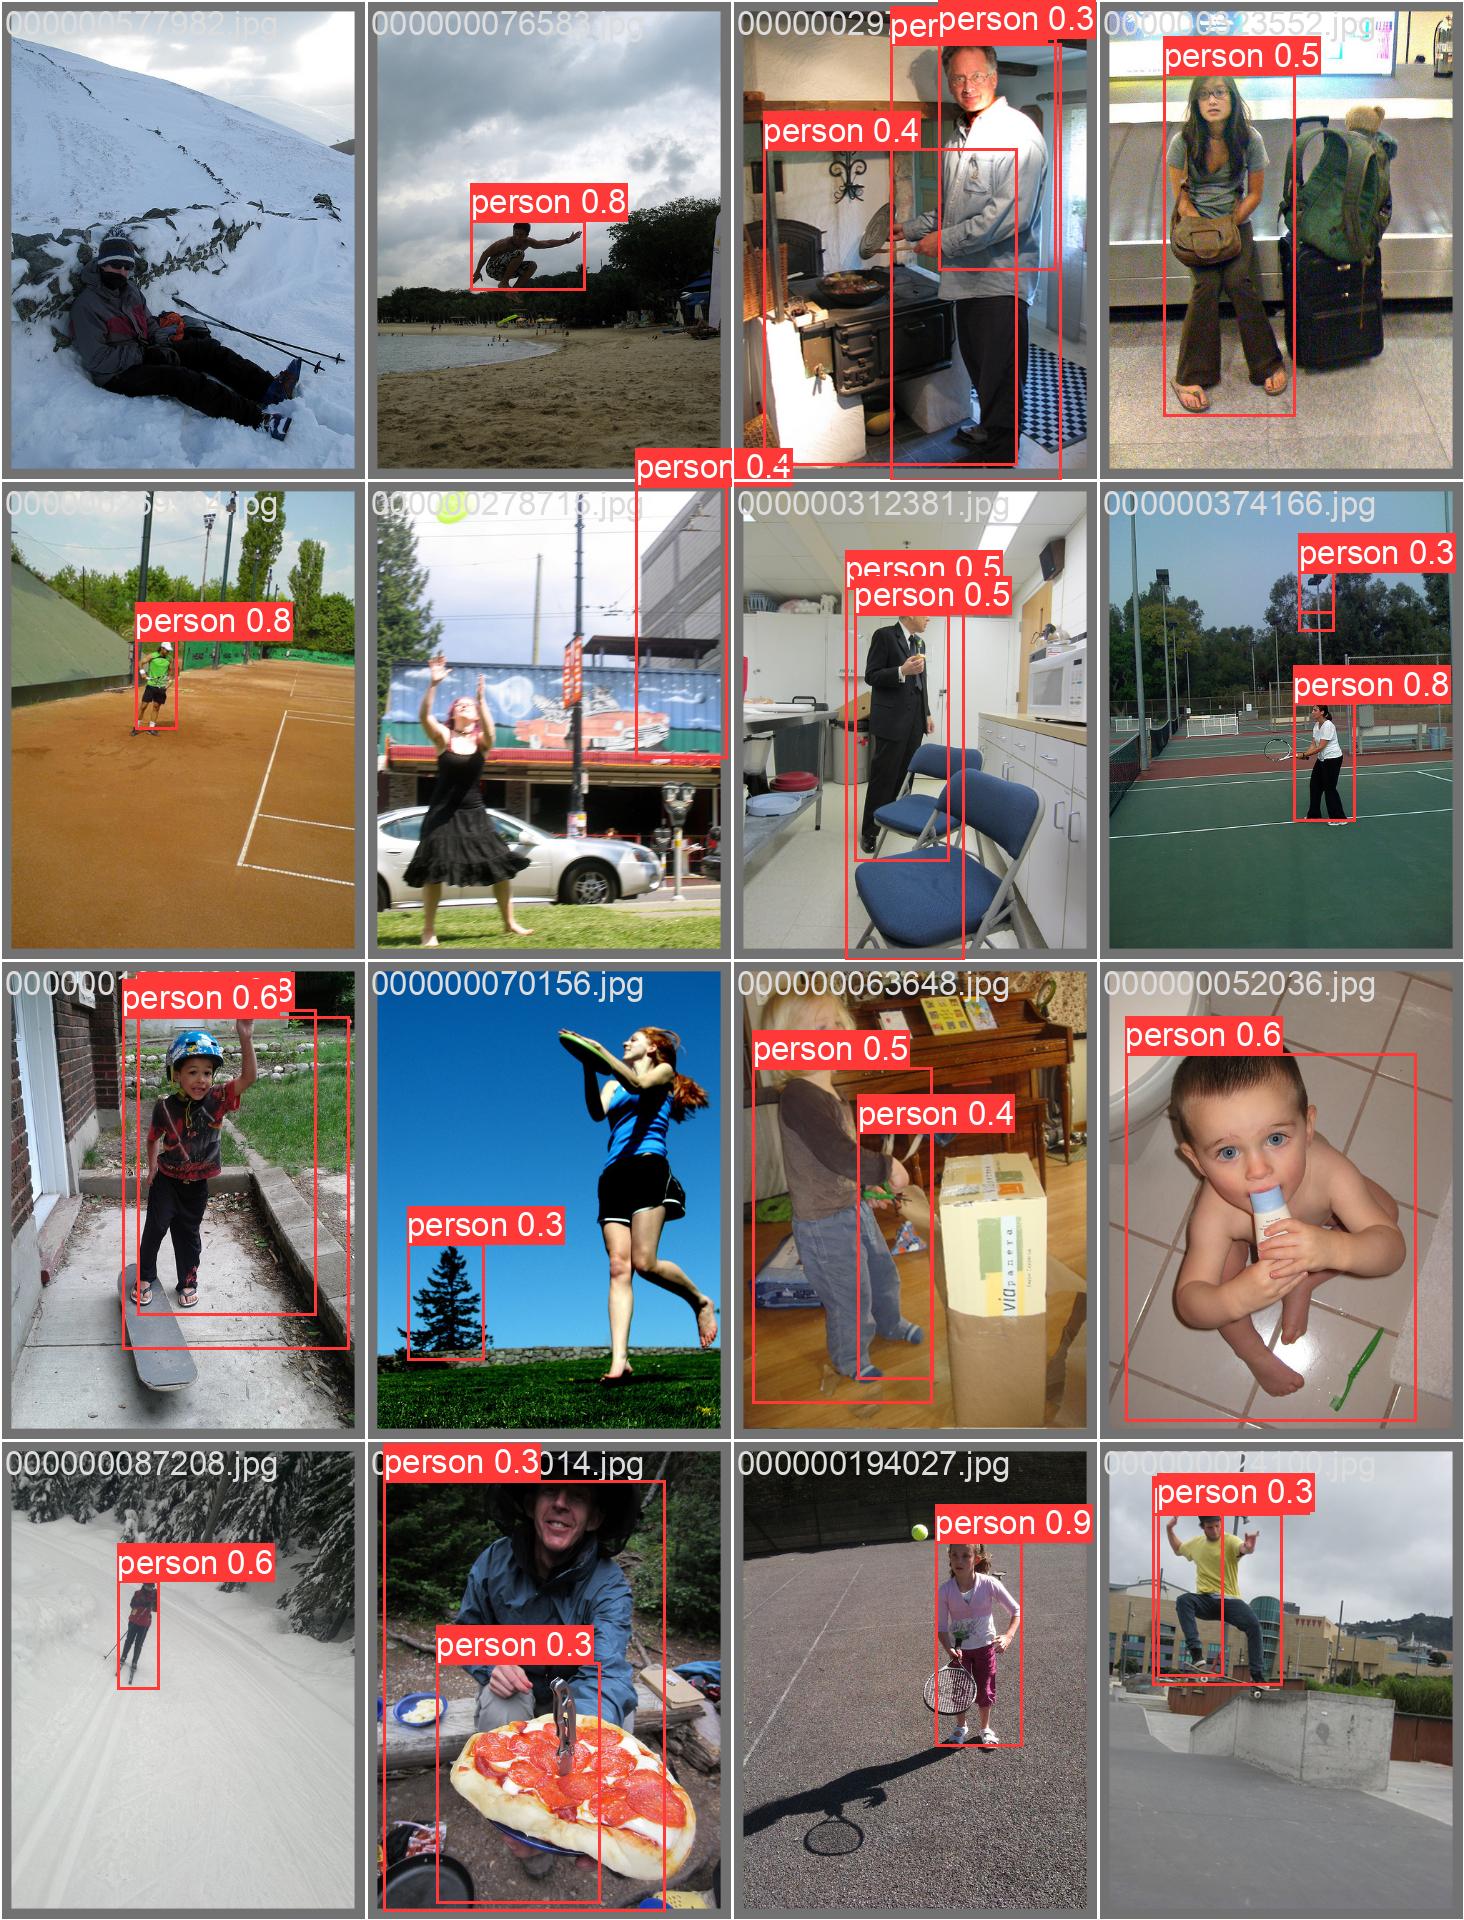 000000577982.jpg
person 0.8
person 0.3
person 0.4
person 0.5
person 0.8
person 0.4
000000312381.jpg
person 0.5
person 0.5
000000374166.jpg
person 0.3
person 0.8
person 0.6
000000070156.jpg
person 0.3
000000063648.jpg
person 0.5
person 0.4
viapanera
000000052036.jpg
person 0.6
000000087208.jpg
person 0.6
person 0.3
014.jpg
person 0.3
000000194027.jpg
person 0.9
person 0.3